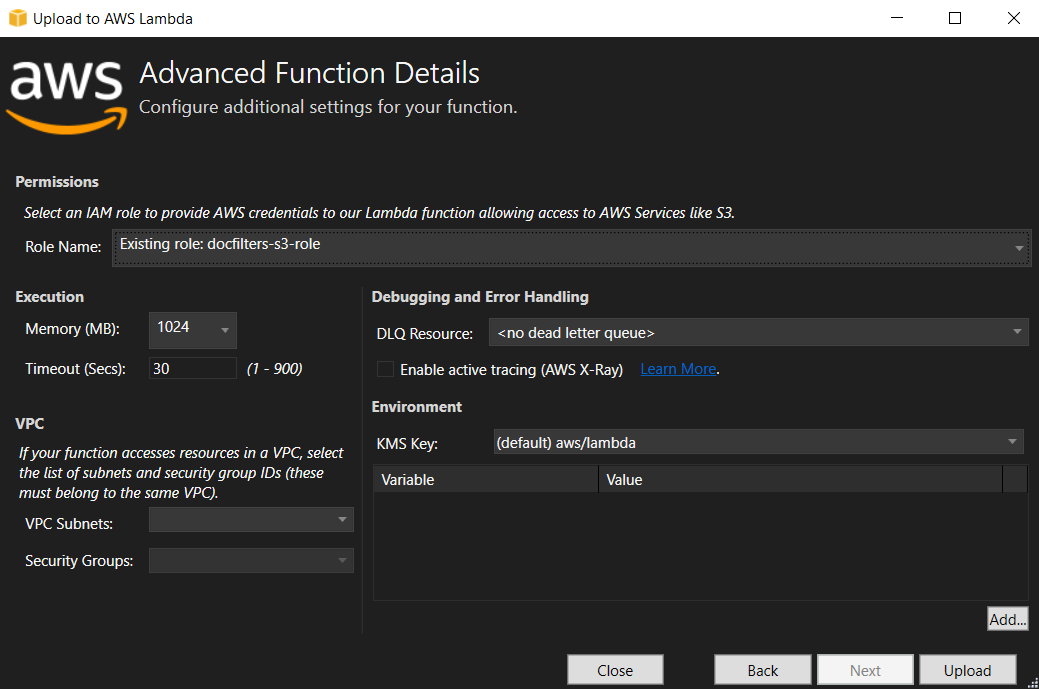 Upload to AWS Lambda
aws
Advanced Function Details
Configure additional settings for your function.
Permissions
Select an IAM role to provide AWS credentials to our Lambda function allowing access to AWS Services like S3.
Role Name: Existing role: docfilters-s3-role
Execution
Memory (MB): 1024
Timeout (Secs): 30 (1 - 900)
VPC
If your function accesses resources in a VPC, select
the list of subnets and security group IDs (these
must belong to the same VPC).
VPC Subnets:
Security Groups:
Debugging and Error Handling
DLQ Resource: <no dead letter queue>
Enable active tracing (AWS X-Ray) Learn More.
Environment
KMS Key: (default) aws/lambda
Variable Value
Add...
Close Back Next Upload